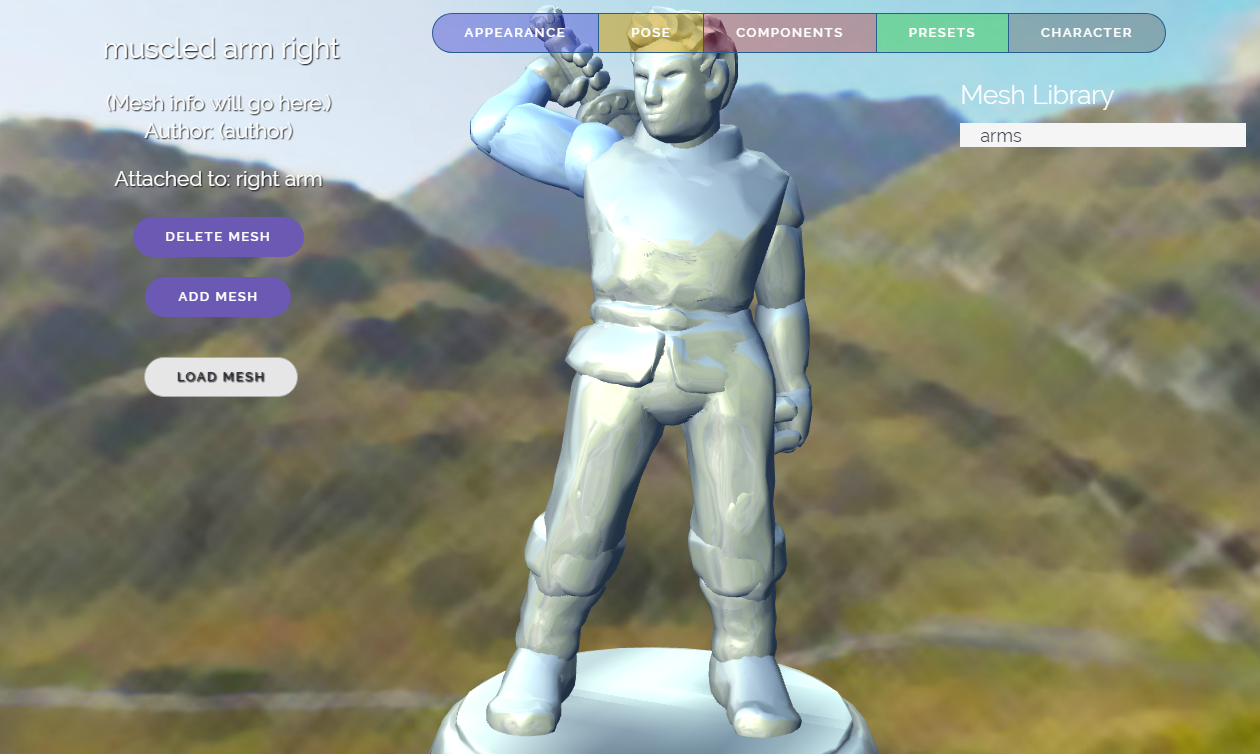 APPEARANCE
POSE
COMPONENTS
PRESETS
CHARACTER
muscled arm right
(Mesh info will go here.)
Author: (author)
Attached to: right arm
DELETE MESH
ADD MESH
LOAD MESH
Mesh Library
arms